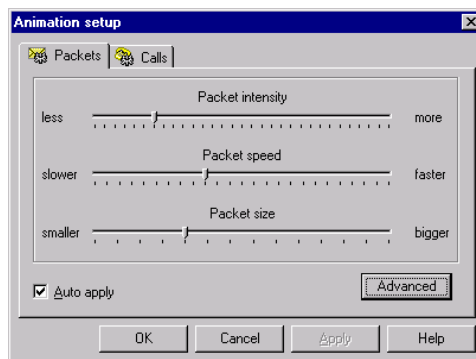 Animation setup
Packets Calls
Packet intensity
less more
Packet speed
slower faster
Packet size
smaller bigger
Auto apply Advanced
OK Cancel Apply Help